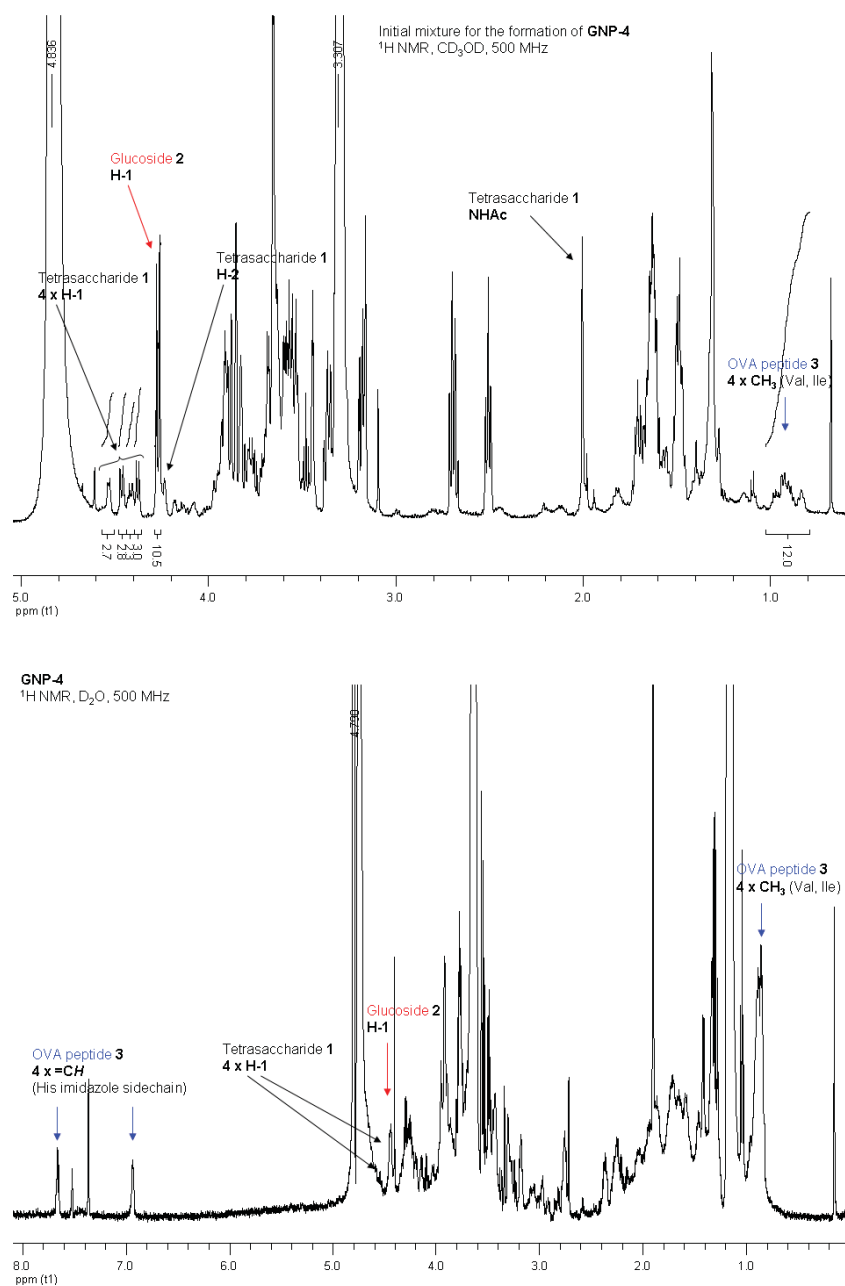 Initial mixture for the formation of GNP-4
¹H NMR, CD₃OD, 500 MHz
4.836
3.307
Glucoside 2
H-1
Tetrasaccharide 1
NHAc
Tetrasaccharide 1
H-2
Tetrasaccharide 1
4 x H-1
OVA peptide 3
4 x CH₃ (Val, Ile)
2.7
2.8
2.3
3.0
10.5
12.0
5.0 4.0 3.0 2.0 1.0
ppm (t1)
GNP-4
¹H NMR, D₂O, 500 MHz
4.790
OVA peptide 3
4 x CH₃ (Val, Ile)
Glucoside 2
H-1
Tetrasaccharide 1
4 x H-1
OVA peptide 3
4 x =CH
(His imidazole sidechain)
8.0 7.0 6.0 5.0 4.0 3.0 2.0 1.0
ppm (t1)